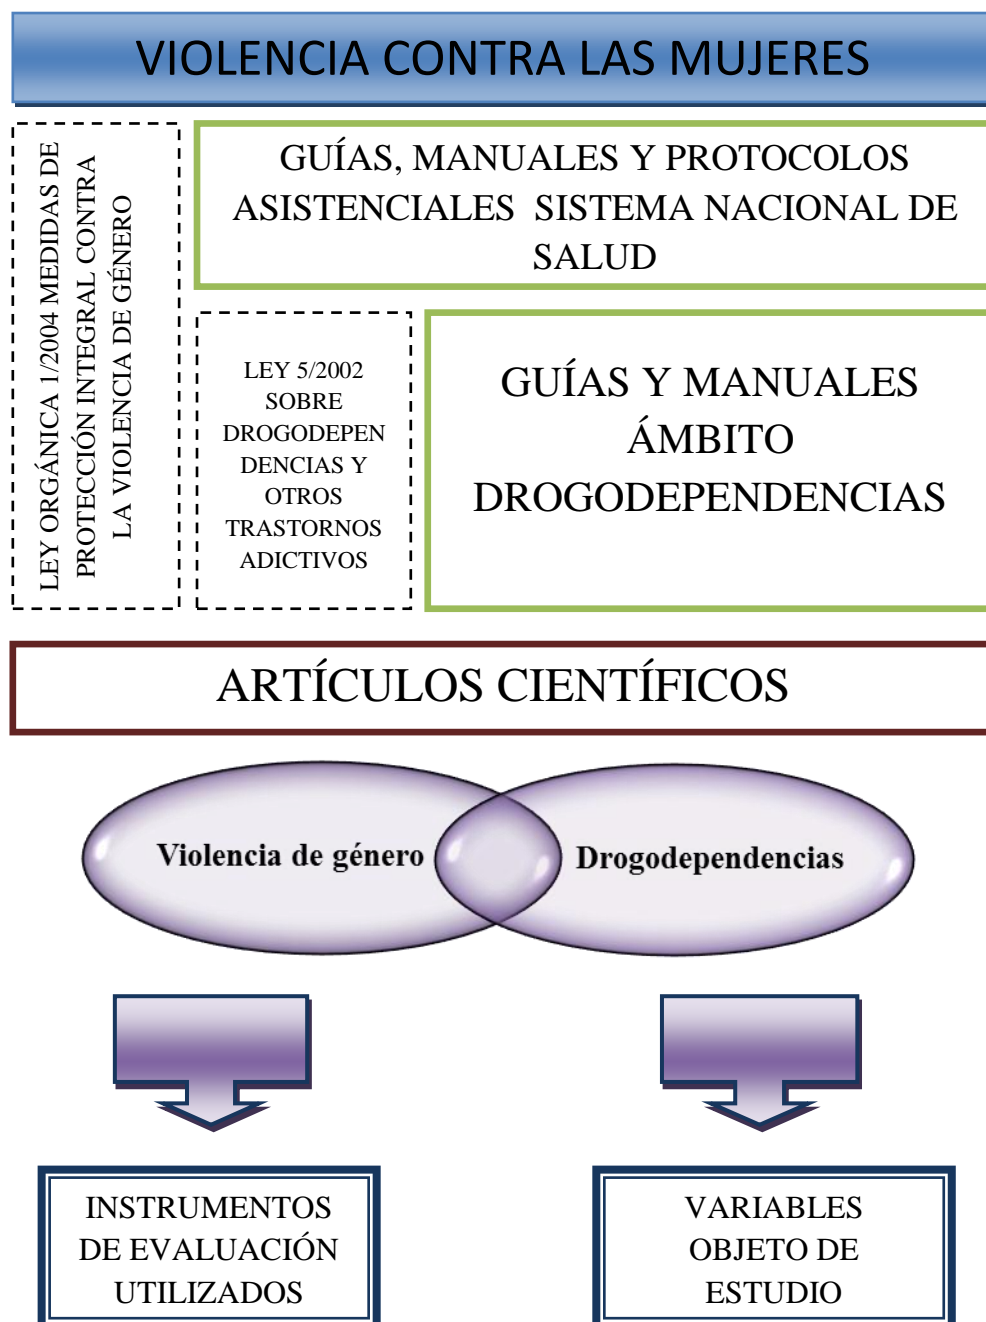 VIOLENCIA CONTRA LAS MUJERES
LEY ORGÁNICA 1/2004 MEDIDAS DE
PROTECCIÓN INTEGRAL CONTRA
LA VIOLENCIA DE GÉNERO
GUÍAS, MANUALES Y PROTOCOLOS
ASISTENCIALES SISTEMA NACIONAL DE
SALUD
LEY 5/2002
SOBRE
DROGODEPEN
DENCIAS Y
OTROS
TRASTORNOS
ADICTIVOS
GUÍAS Y MANUALES
ÁMBITO
DROGODEPENDENCIAS
ARTÍCULOS CIENTÍFICOS
Violencia de género
Drogodependencias
INSTRUMENTOS
DE EVALUACIÓN
UTILIZADOS
VARIABLES
OBJETO DE
ESTUDIO